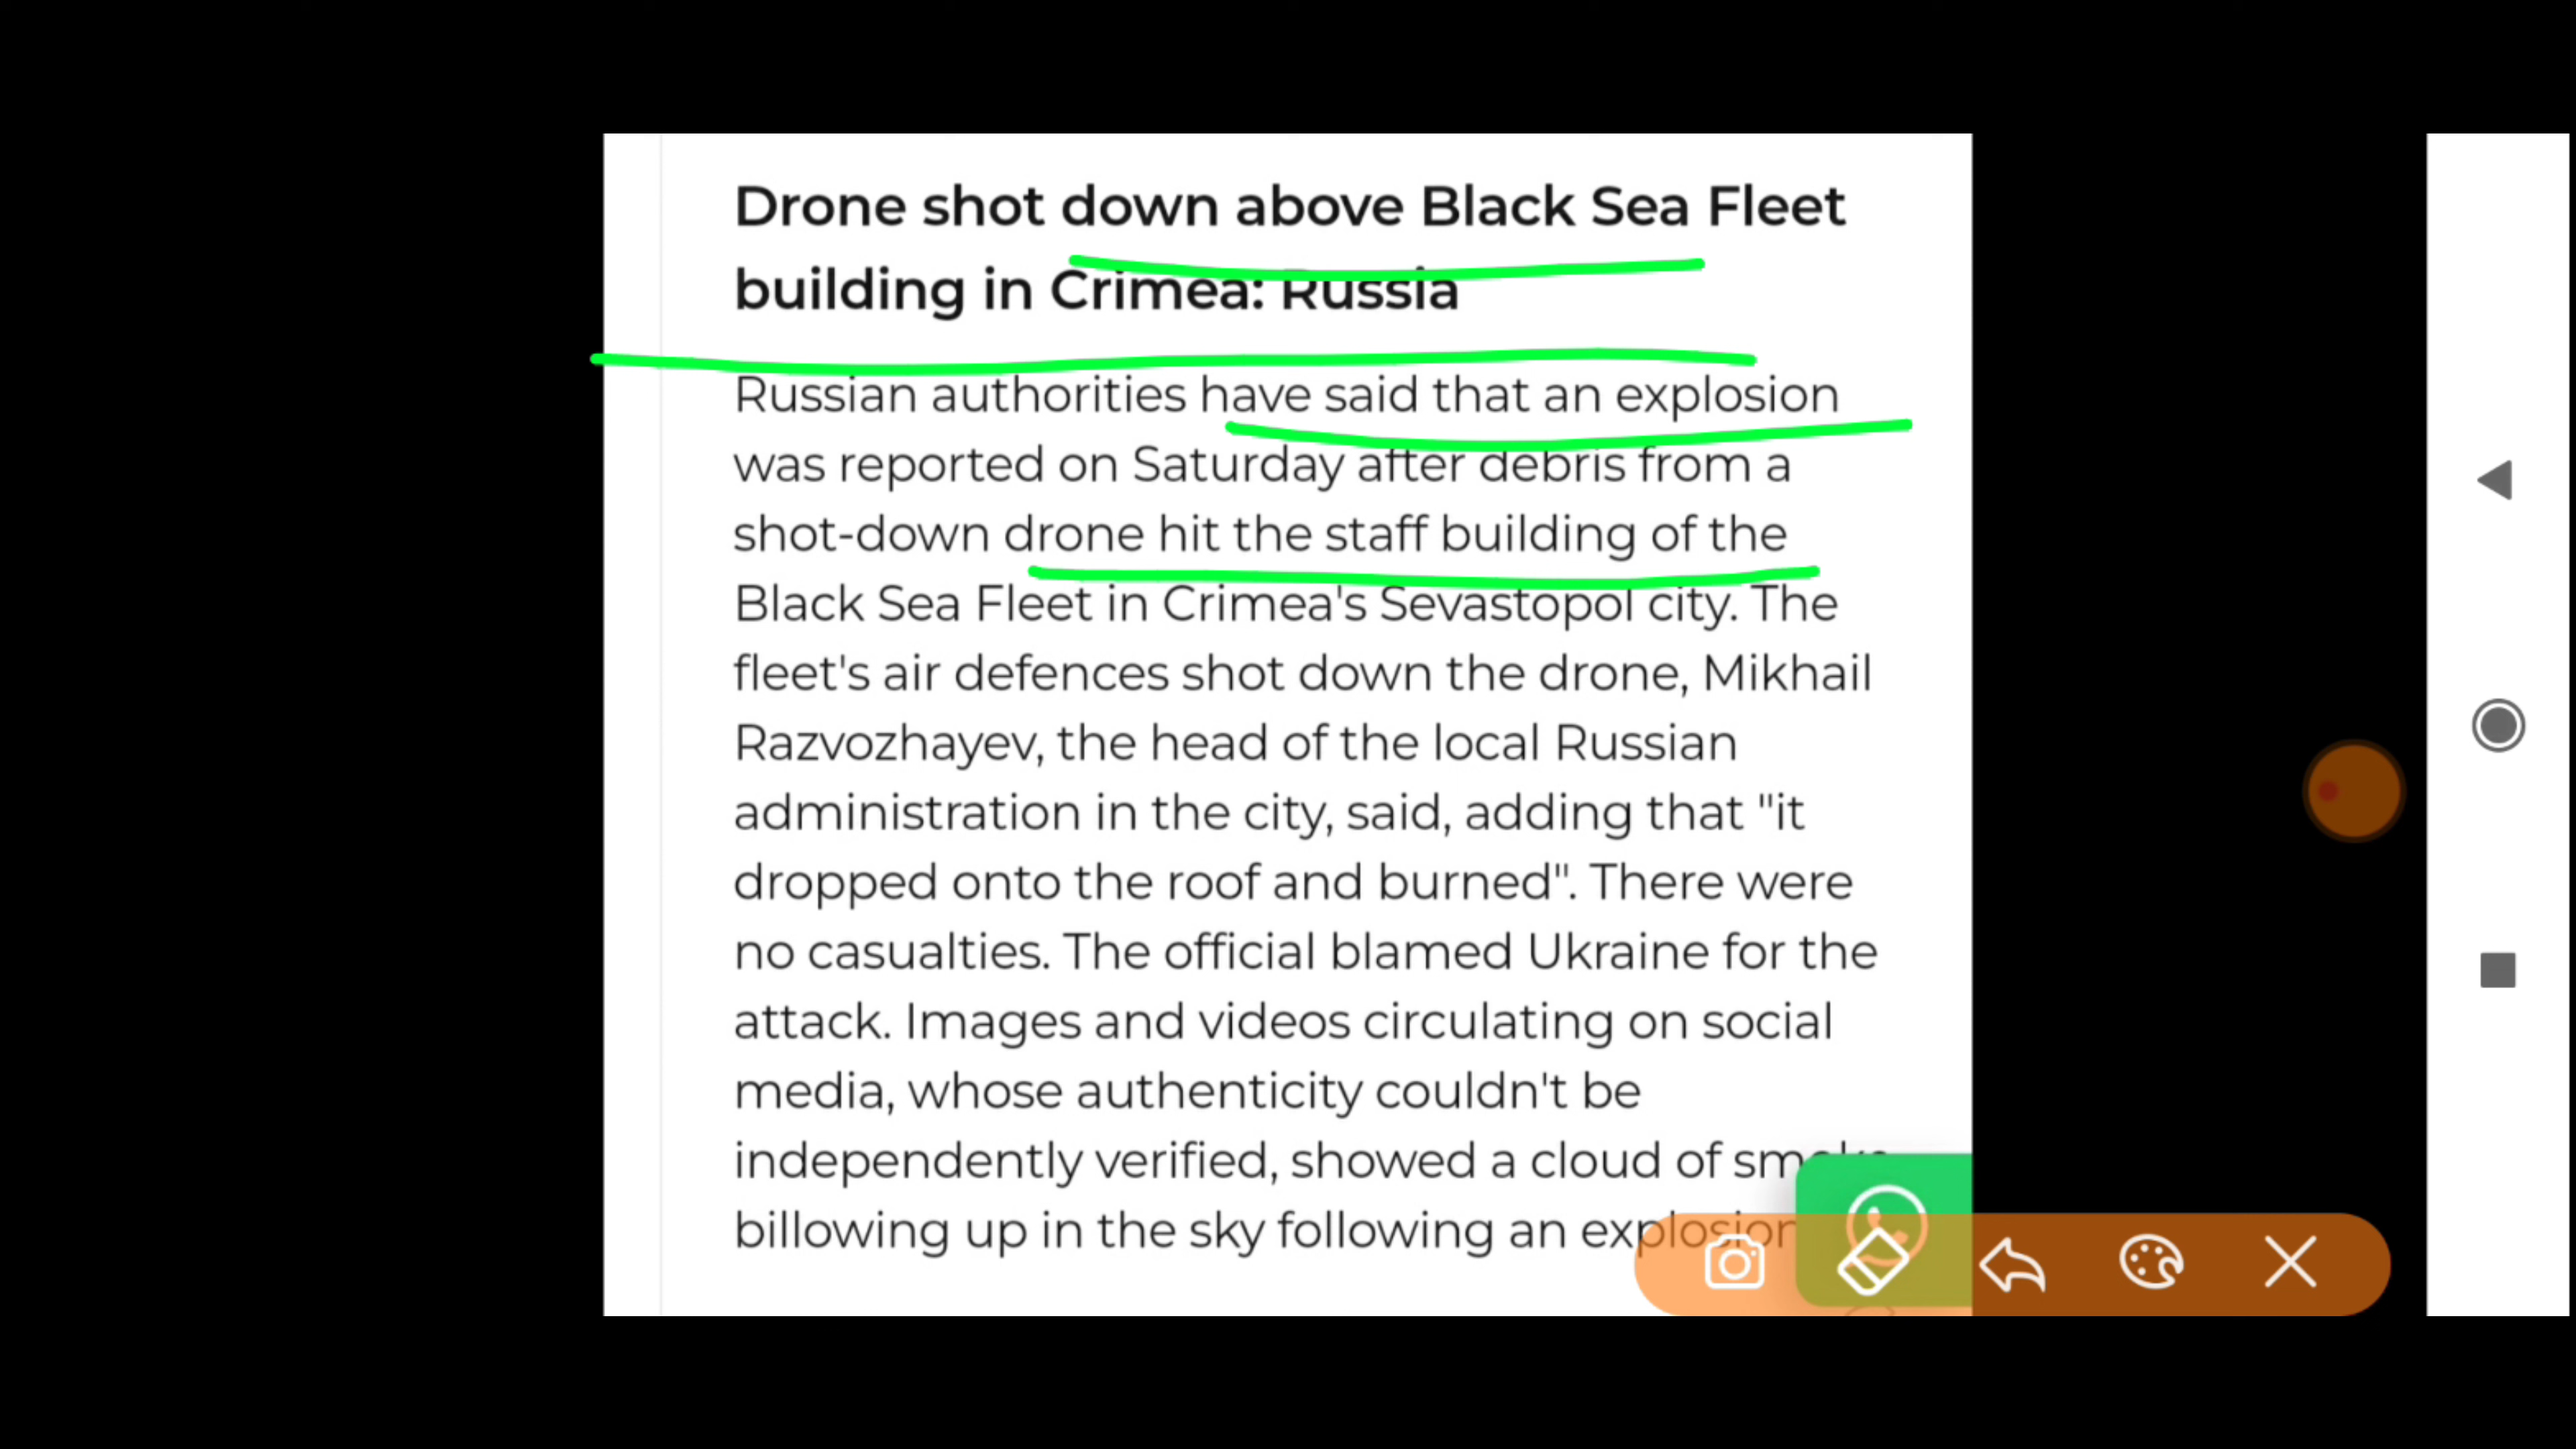 Drone shot down above Black Sea Fleet
building in Crimea: Russia
Russian authorities have said that an explosion
was reported on Saturday after debris from a
shot-down drone hit the staff building of the
Black Sea Fleet in Crimea's Sevastopol city. The
fleet's air defences shot down the drone, Mikhail
Razvozhayev, the head of the local Russian
administration in the city, said, adding that "it
dropped onto the roof and burned". There were
no casualties. The official blamed Ukraine for the
attack. Images and videos circulating on social
media, whose authenticity couldn't be
independently verified, showed a cloud of smoke
billowing up in the sky following an explosion